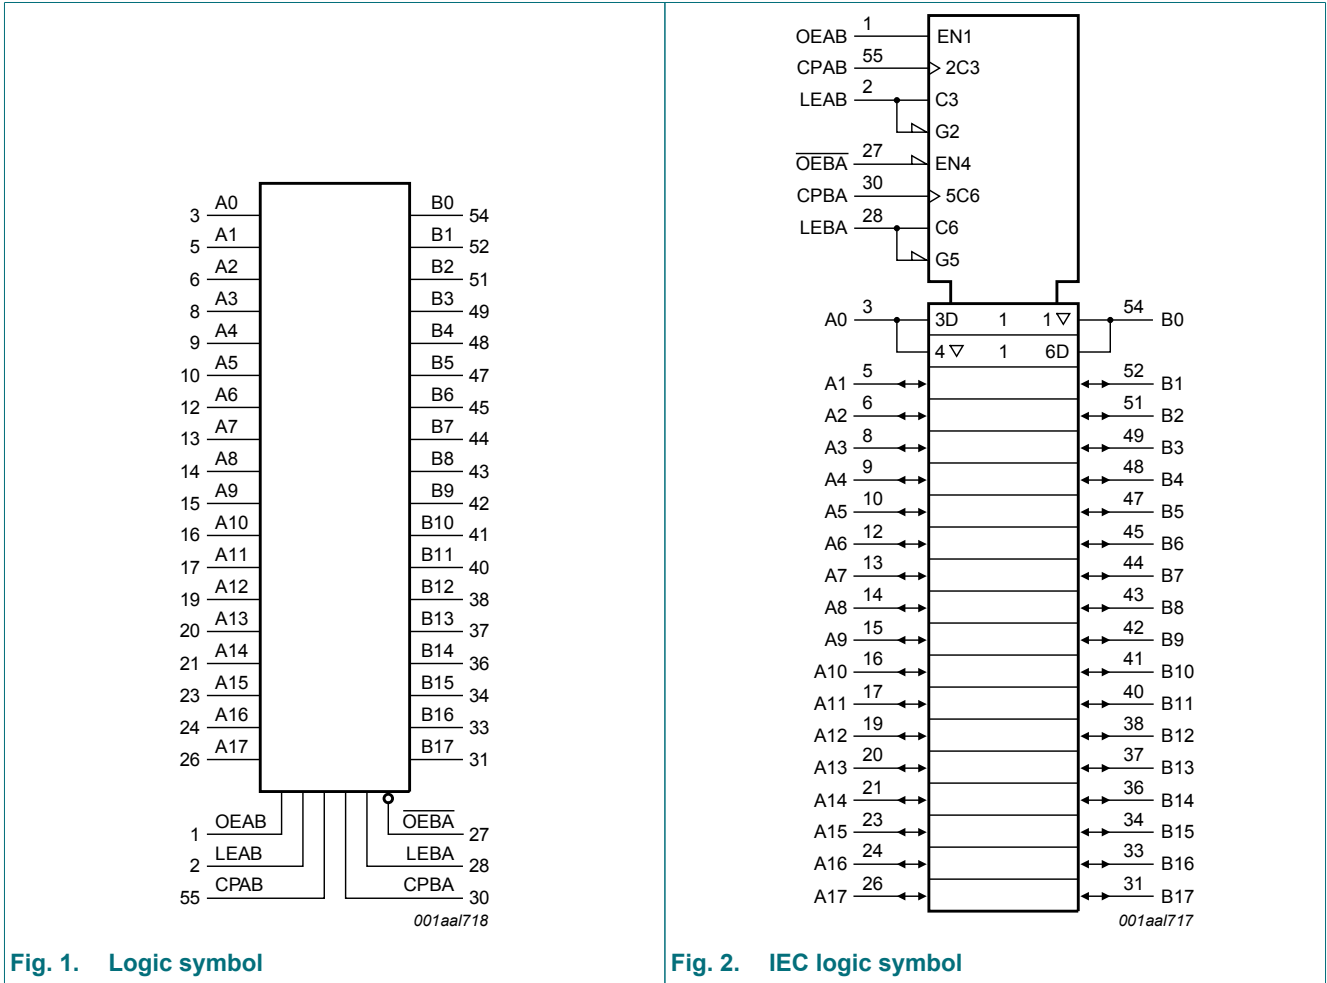 A0
3
A1
5
A2
6
A3
8
A4
9
A5
10
A6
12
A7
13
A8
14
A9
15
A10
16
A11
17
A12
19
A13
20
A14
21
A15
23
A16
24
A17
26
B0
54
B1
52
B2
51
B3
49
B4
48
B5
47
B6
45
B7
44
B8
43
B9
42
B10
41
B11
40
B12
38
B13
37
B14
36
B15
34
B16
33
B17
31
OEAB
1
LEAB
2
CPAB
55
OEBA
27
LEBA
28
CPBA
30
001aal718
Fig. 1. Logic symbol
OEAB 1 EN1
CPAB 55 2C3
LEAB 2 C3
G2
OEBA 27 EN4
CPBA 30 5C6
LEBA 28 C6
G5
A0 3 3D 1 1 ▽ 54 B0
4 ▽ 1 6D
A1 5 52 B1
A2 6 51 B2
A3 8 49 B3
A4 9 48 B4
A5 10 47 B5
A6 12 45 B6
A7 13 44 B7
A8 14 43 B8
A9 15 42 B9
A10 16 41 B10
A11 17 40 B11
A12 19 38 B12
A13 20 37 B13
A14 21 36 B14
A15 23 34 B15
A16 24 33 B16
A17 26 31 B17
001aal717
Fig. 2. IEC logic symbol